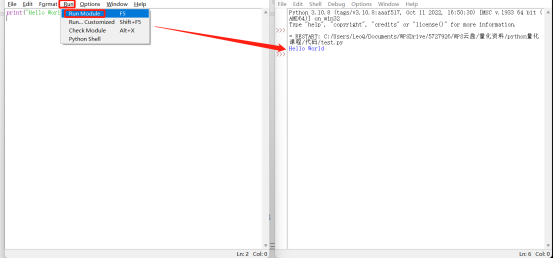 File Edit Format Run Options Window Help
print("Hello Worl
Run Module F5
Run... Customized Shift+F5
Check Module Alt+X
Python Shell
Ln: 2 Col: 0
File Edit Shell Debug Options Window Help
Python 3.10.8 (tags/v3.10.8:aaaf517, Oct 11 2022, 16:50:30) [MSC v.1933 64 bit (
AMD64)] on win32
Type "help", "copyright", "credits" or "license()" for more information.
>>>
= RESTART: C:/Users/LeoQ/Documents/WPSDrive/5727926/WPS云盘/量化资料/python量化
课程/代码/test.py
Hello World
>>>
Ln: 6 Col: 0